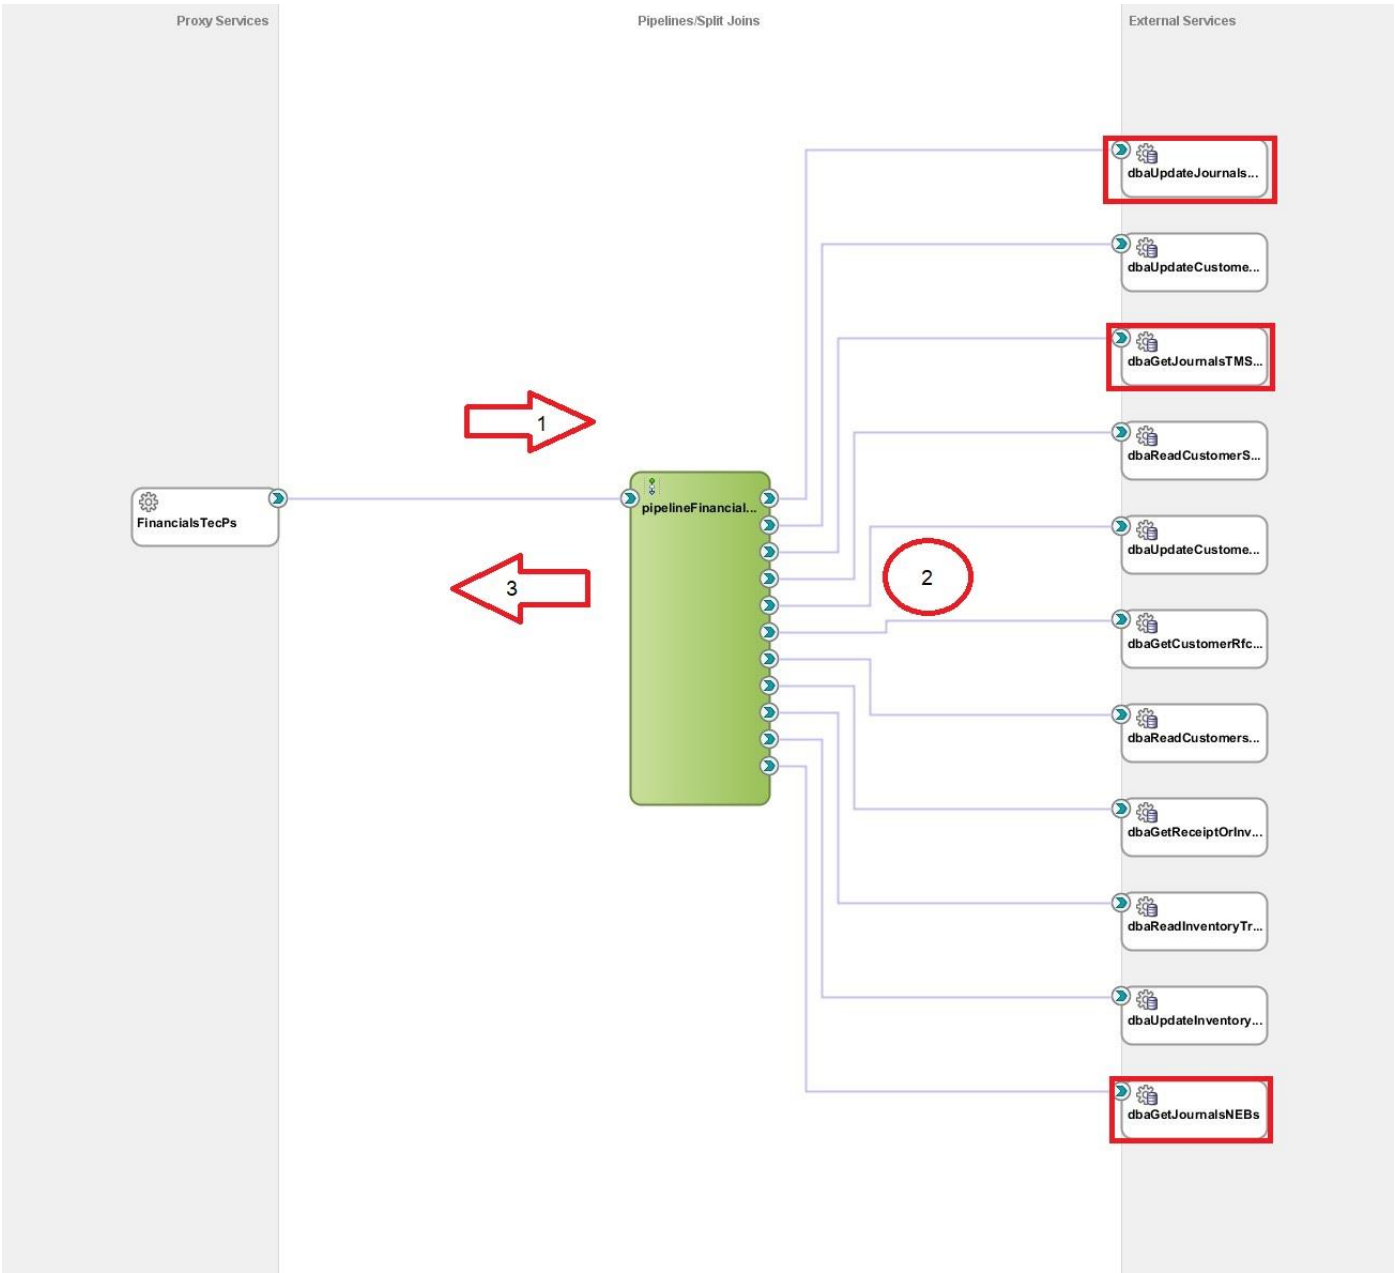 Proxy Services
Pipelines/Split Joins
External Services
dbaUpdateJournals...
dbaUpdateCustome...
dbaGetJournalsTMS...
1
dbaReadCustomerS...
FinancialsTecPs
pipelineFinancial...
dbaUpdateCustome...
2
3
dbaGetCustomerRfc...
dbaReadCustomers...
dbaGetReceiptOrInv...
dbaReadInventoryTr...
dbaUpdateInventory...
dbaGetJournalsNEBs